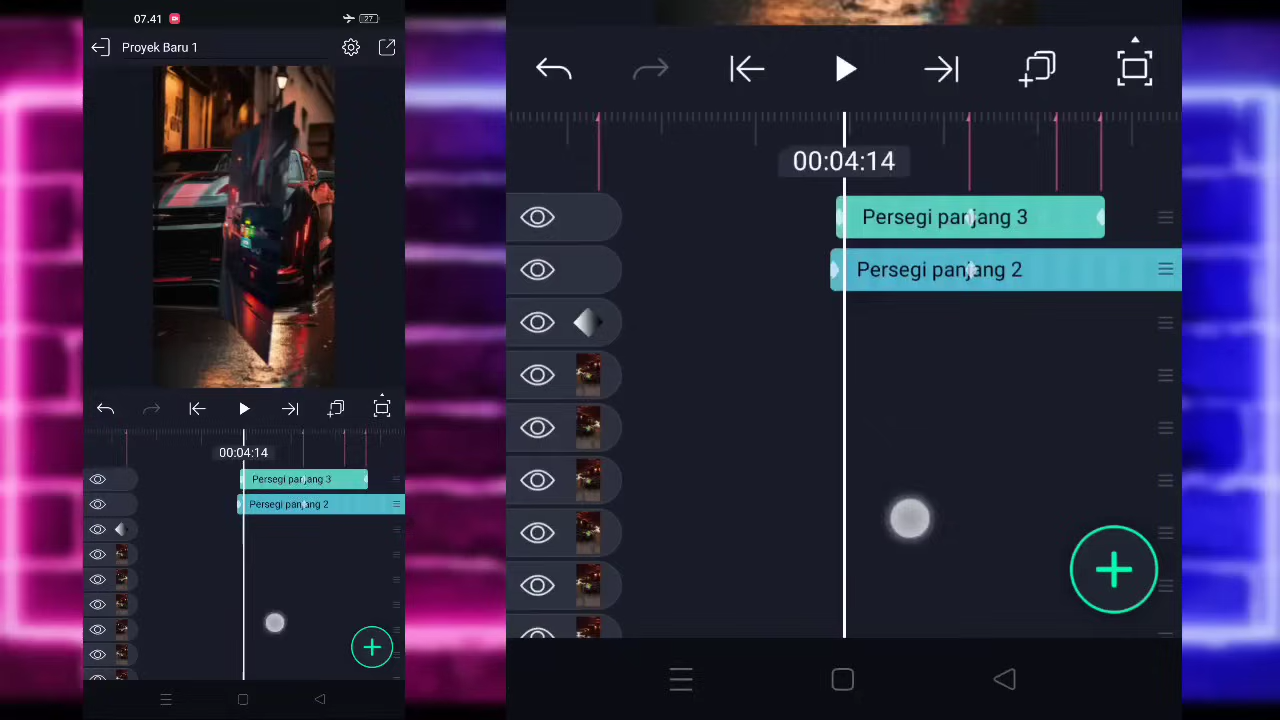 07.41
27
Proyek Baru 1
00:04:14
Persegi panjang 3
Persegi panjang 2
00:04:14
Persegi panjang 3
Persegi panjang 2